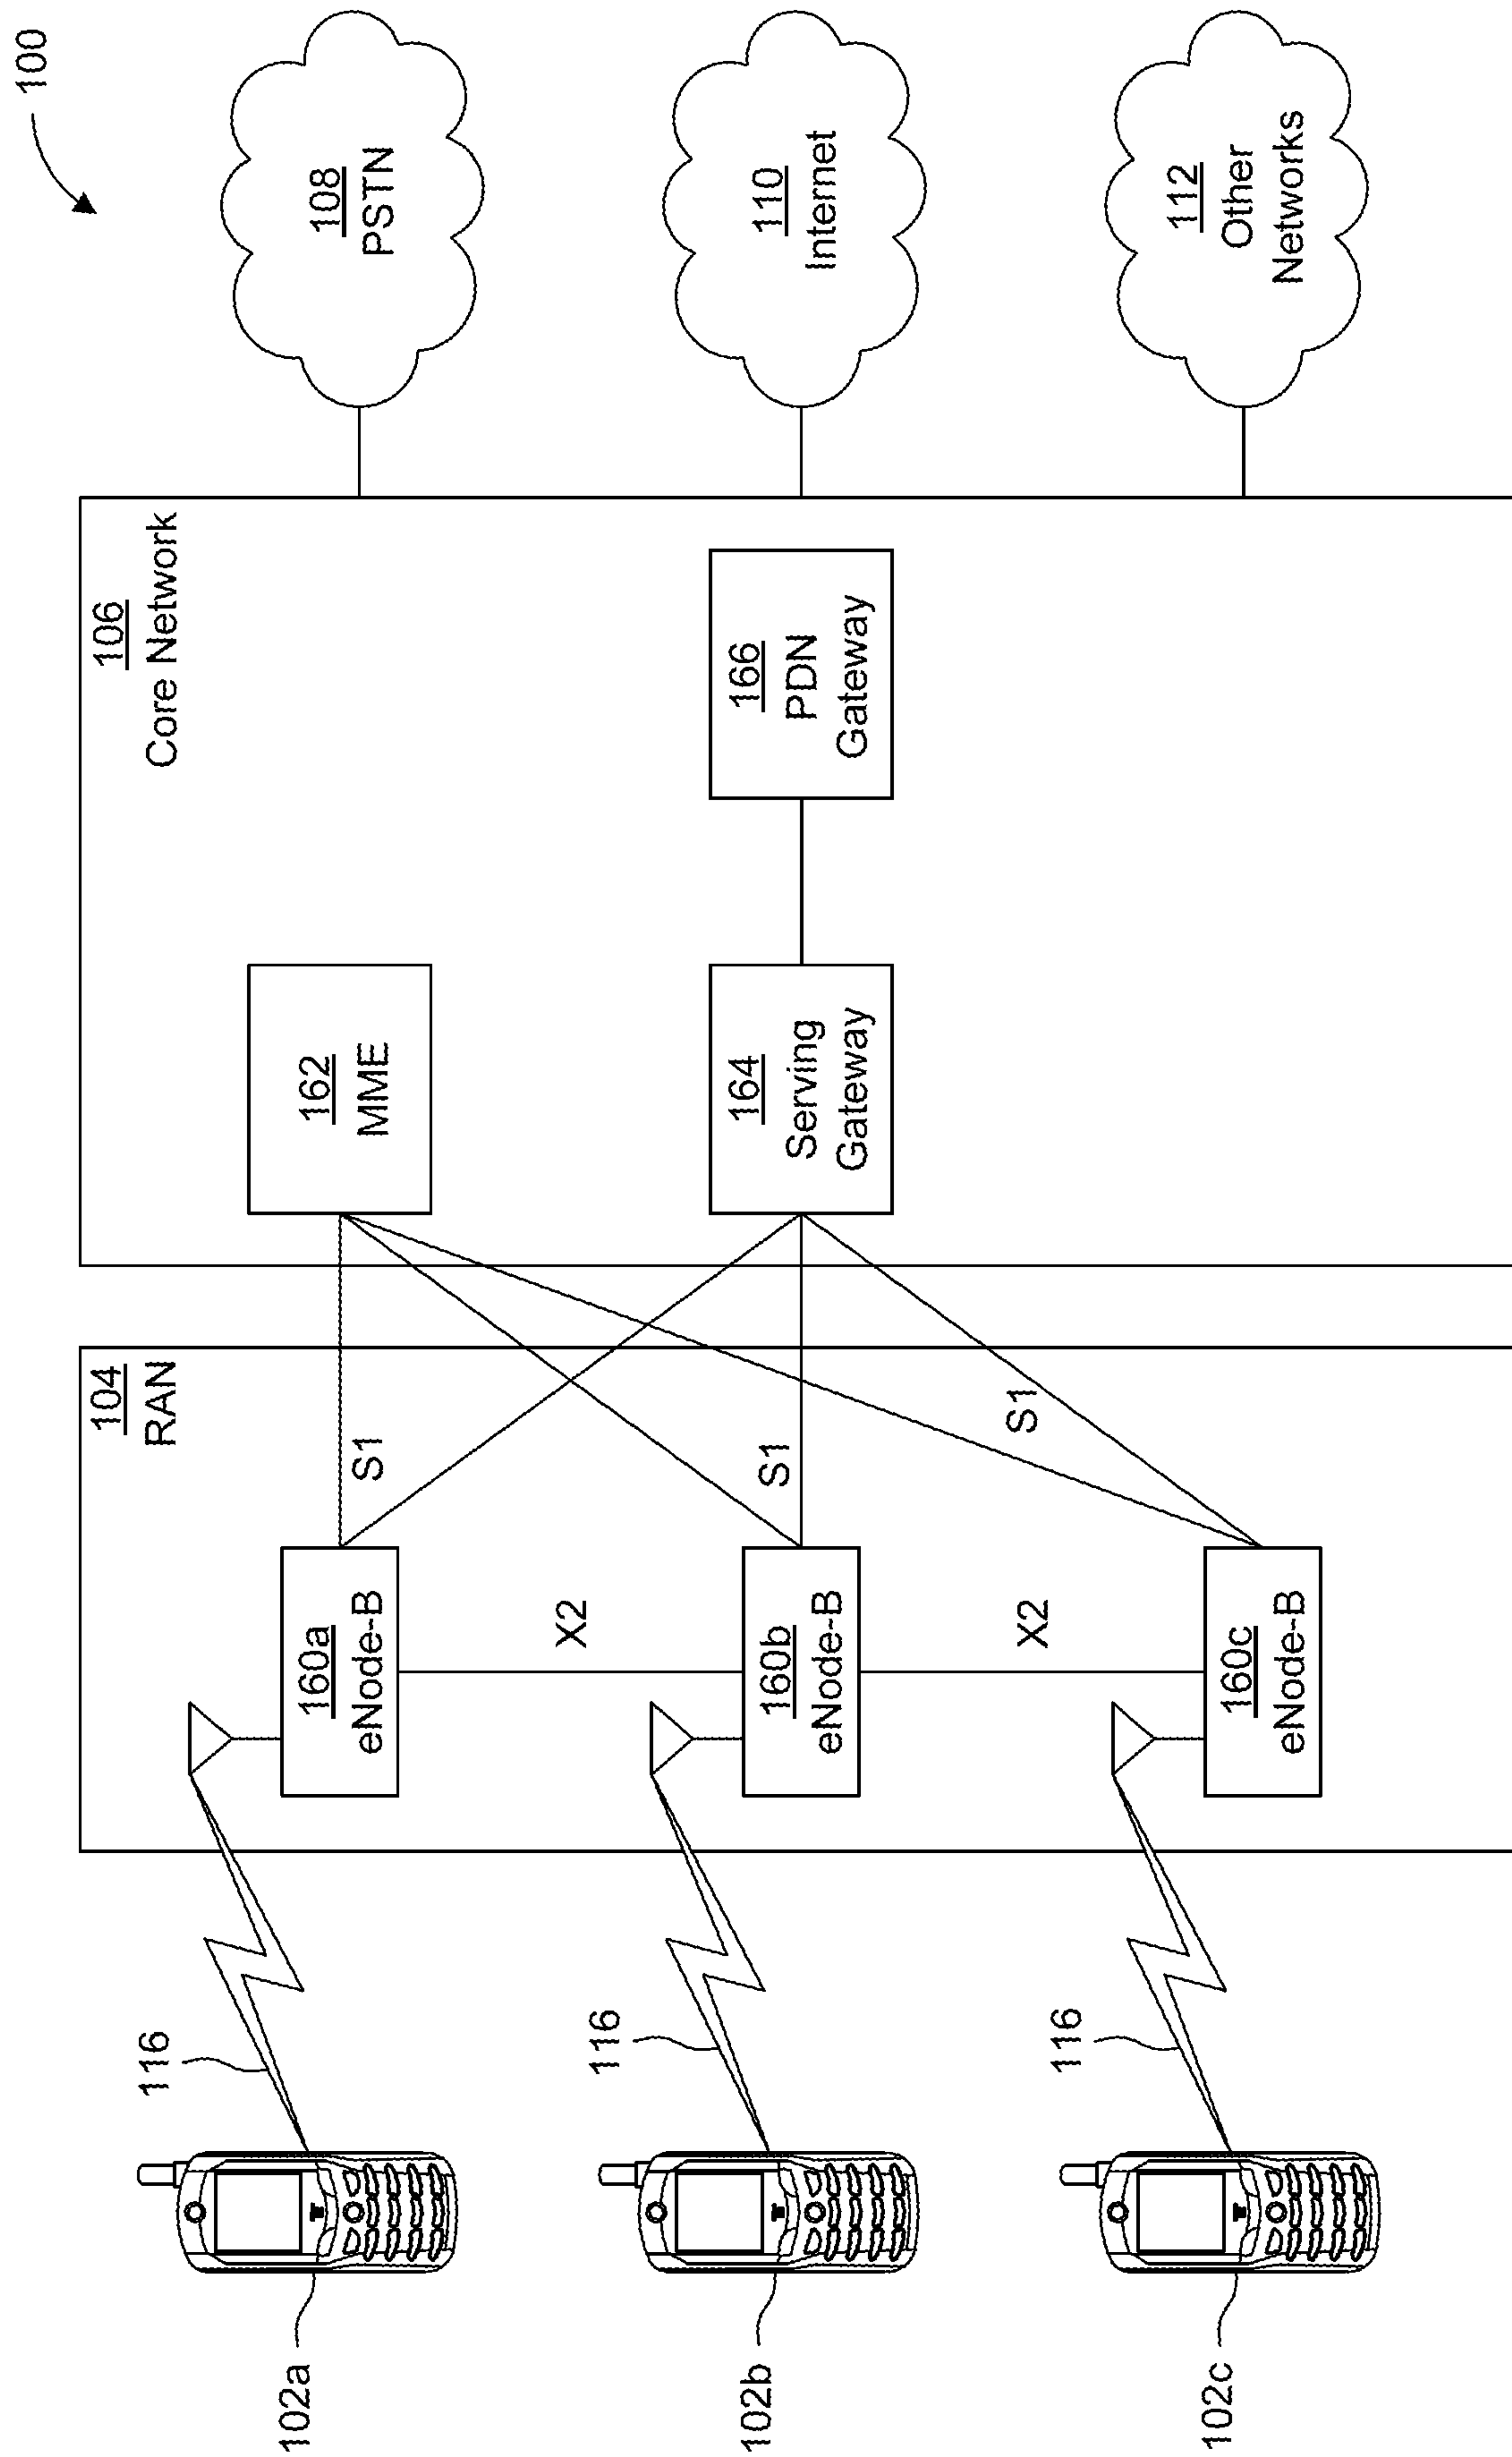 100
102a
116
104
RAN
160a
eNode-B
S1
X2
106
Core Network
162
MME
108
PSTN
102b
116
160b
eNode-B
S1
X2
164
Serving
Gateway
166
PDN
Gateway
110
Internet
102c
116
160c
eNode-B
S1
112
Other
Networks